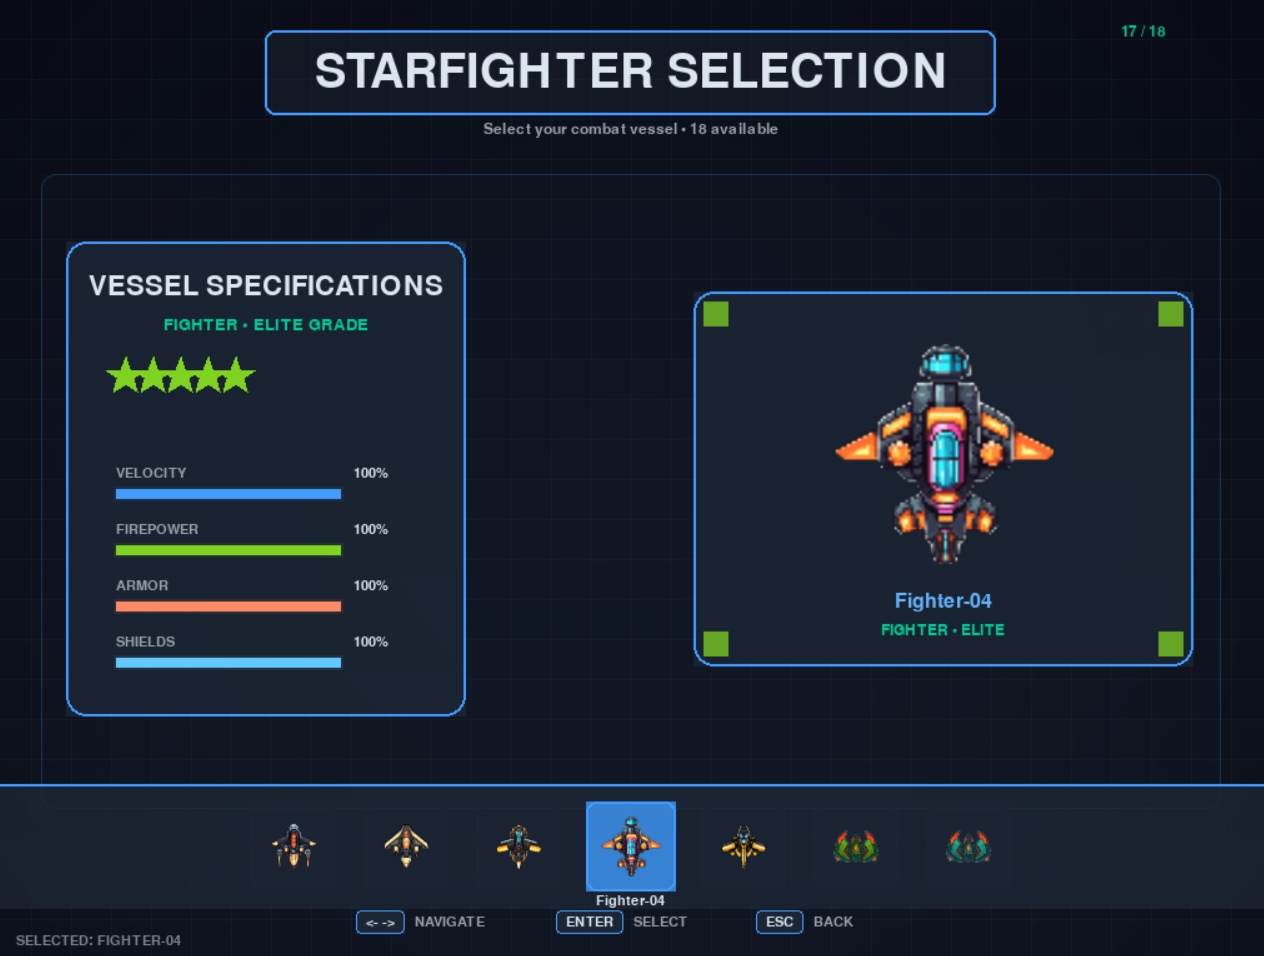 17 / 18
STARFIGHTER SELECTION
Select your combat vessel • 18 available
VESSEL SPECIFICATIONS
FIGHTER • ELITE GRADE
VELOCITY 100%
FIREPOWER 100%
ARMOR 100%
SHIELDS 100%
Fighter-04
FIGHTER • ELITE
Fighter-04
<- -> NAVIGATE ENTER SELECT ESC BACK
SELECTED: FIGHTER-04